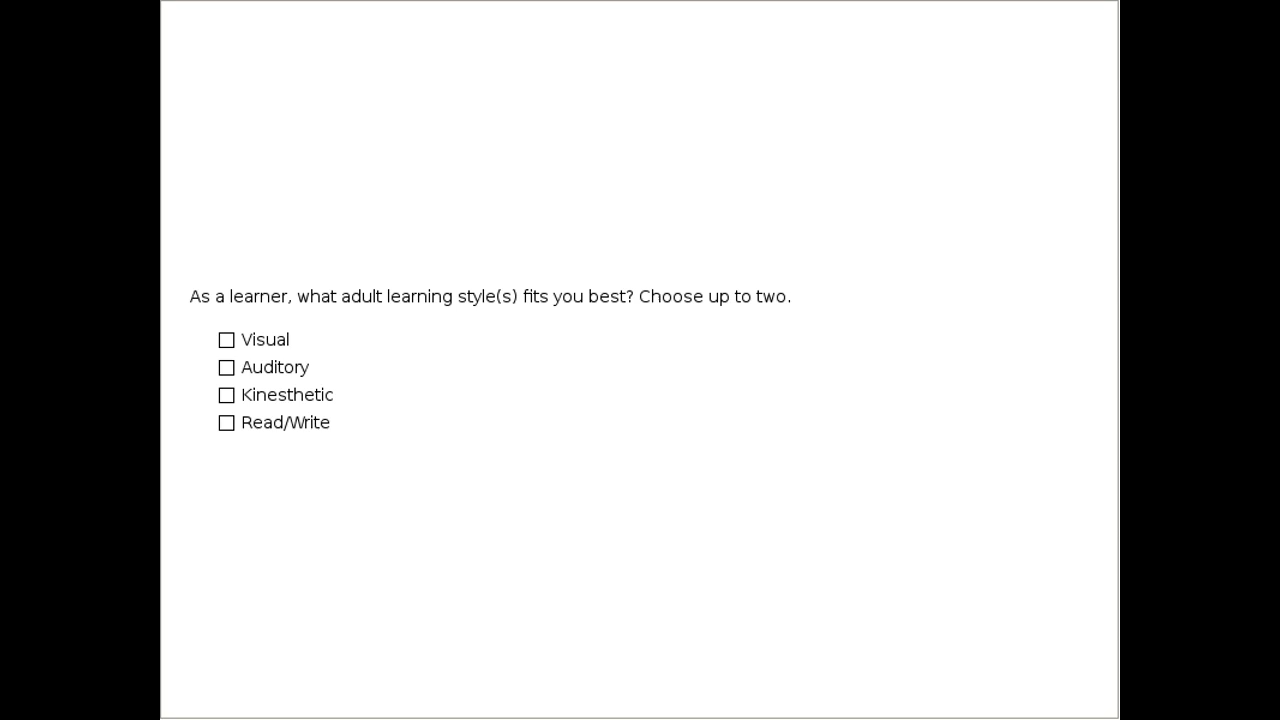 As a learner, what adult learning style(s) fits you best? Choose up to two.
Visual
Auditory
Kinesthetic
Read/Write